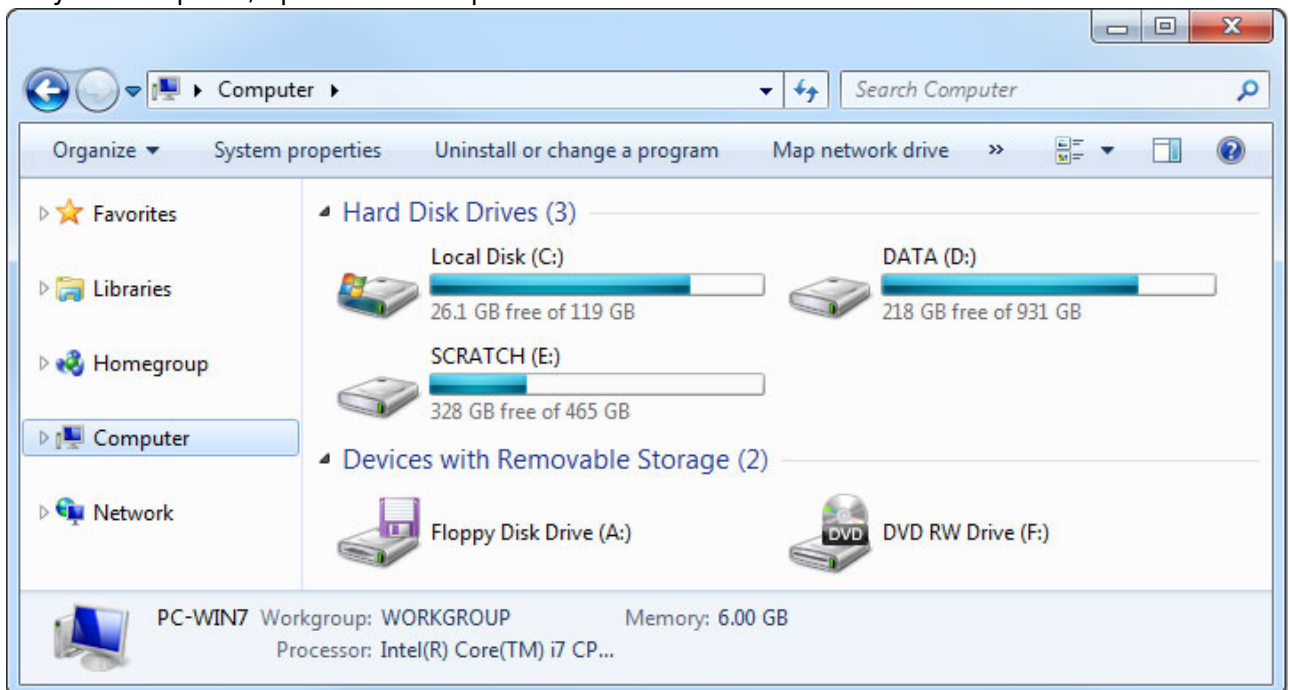 Computer
Search Computer
Organize System properties Uninstall or change a program Map network drive »
Favorites
Libraries
Homegroup
Computer
Network
Hard Disk Drives (3)
Local Disk (C:)
26.1 GB free of 119 GB
DATA (D:)
218 GB free of 931 GB
SCRATCH (E:)
328 GB free of 465 GB
Devices with Removable Storage (2)
Floppy Disk Drive (A:)
DVD
DVD RW Drive (F:)
PC-WIN7 Workgroup: WORKGROUP Memory: 6.00 GB
Processor: Intel(R) Core(TM) i7 CP...